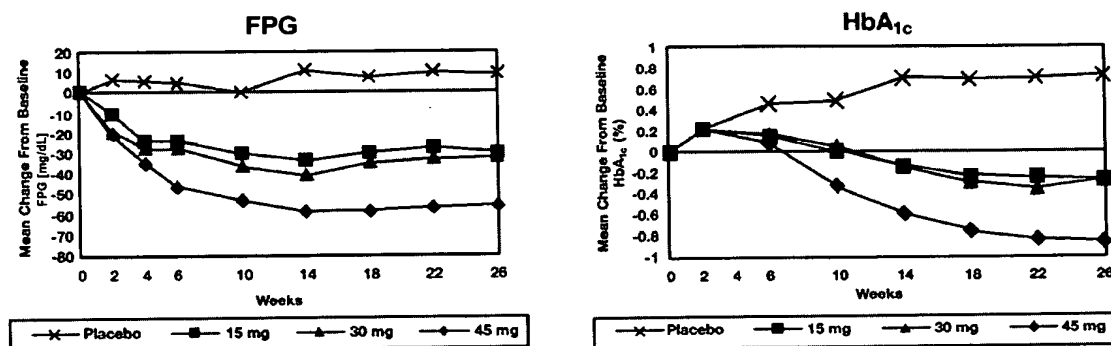 FPG
Mean Change From Baseline
FPG [mg/dL]
20
10
0
-10
-20
-30
-40
-50
-60
-70
-80
0 2 4 6 10 14 18 22 26
Weeks
Placebo 15 mg 30 mg 45 mg
HbA1c
Mean Change From Baseline
HbA1c (%)
1
0.8
0.6
0.4
0.2
0
-0.2
-0.4
-0.6
-0.8
-1
0 2 6 10 14 18 22 26
Weeks
Placebo 15 mg 30 mg 45 mg